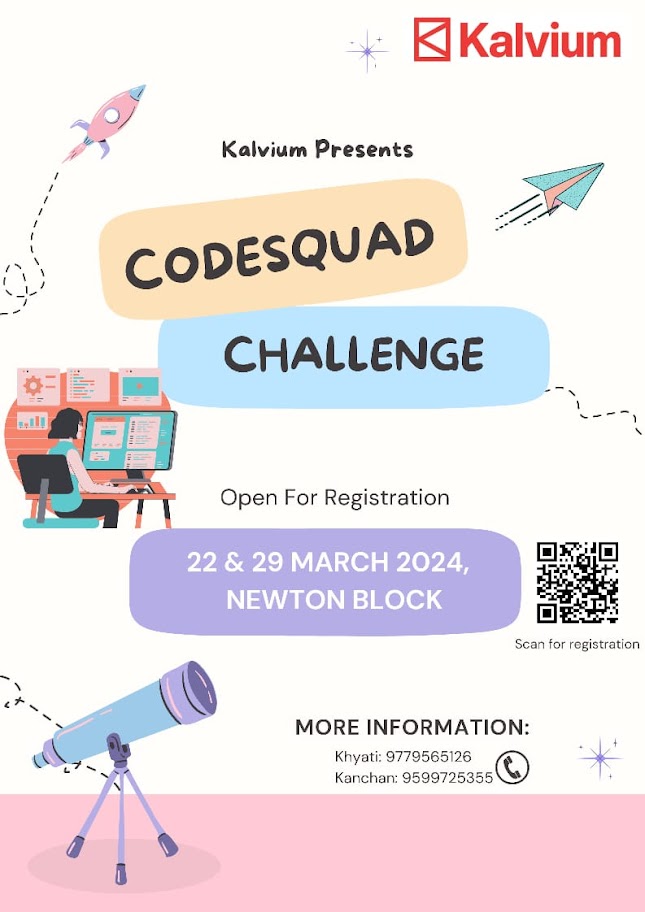 Kalvium
Kalvium Presents
CODESQUAD
CHALLENGE
Open For Registration
22 & 29 MARCH 2024,
NEWTON BLOCK
Scan for registration
MORE INFORMATION:
Khyati: 9779565126
Kanchan: 9599725355